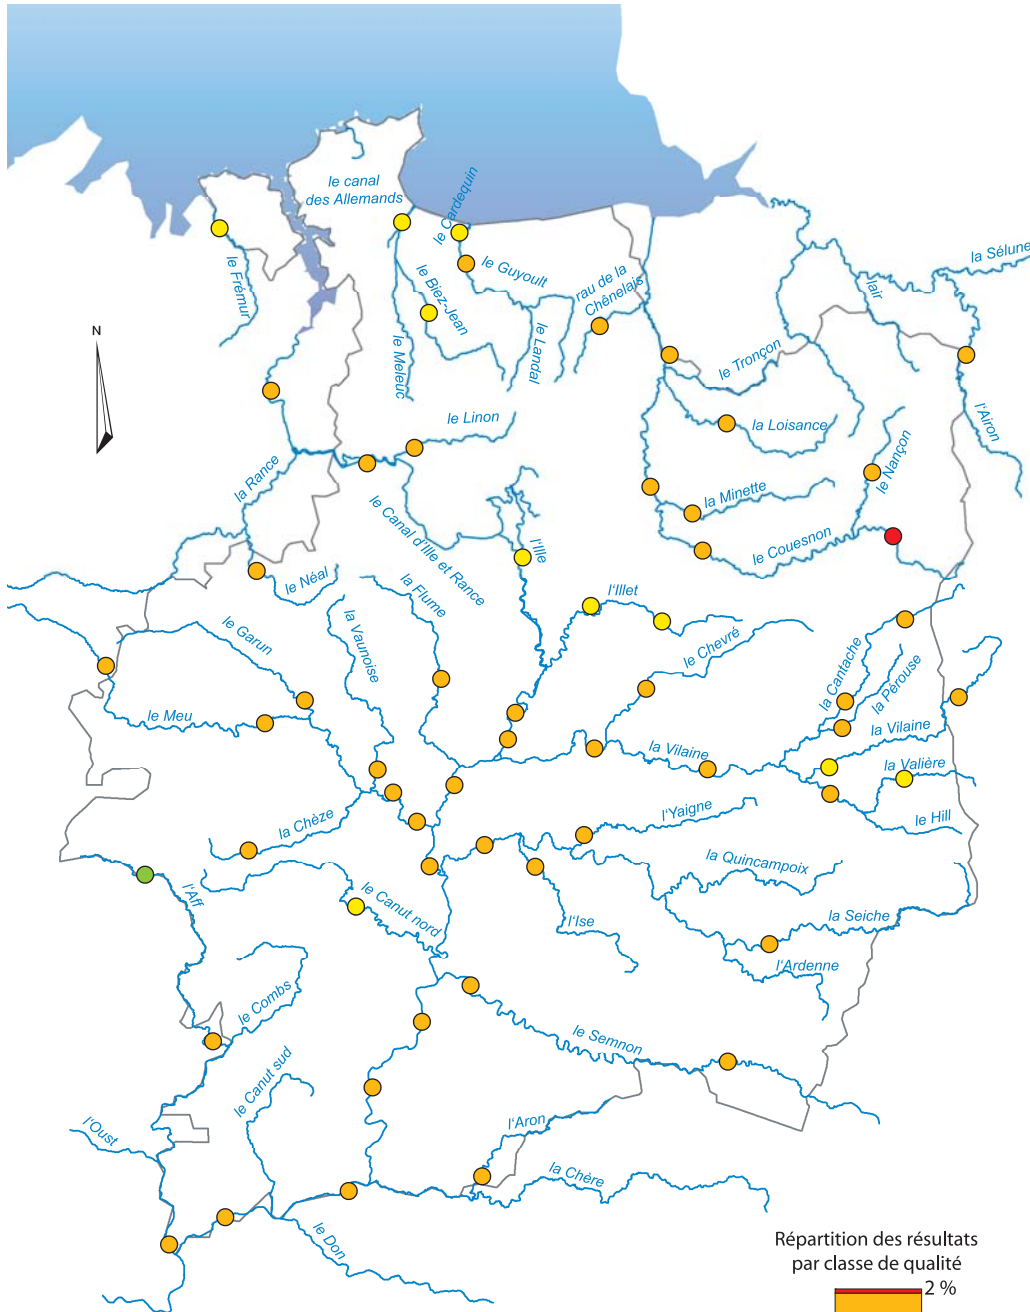 le canal
des Allemands
le Cardequin
la Sélune
le Guyoult
rau de la
Chênelais
le Frémur
le Biez-Jean
lair
N
le Meleuc
le Landal
le Tronçon
l'Airon
le Linon
la Loisance
la Rance
le Nançon
la Minette
le Canal d'Ille et Rance
l'Ille
le Couesnon
le Néal
la Flume
l'Illet
le Garun
la Vaunoise
le Chevré
la Cantache
la Pérouse
le Meu
la Vilaine
la Vilaine
la Valière
l'Yaigne
le Hill
la Chèze
la Quincampoix
l'Aff
le Canut nord
l'Ise
la Seiche
l'Ardenne
le Combs
le Semnon
le Canut sud
l'Oust
l'Aron
la Chère
le Don
Répartition des résultats
par classe de qualité
2 %